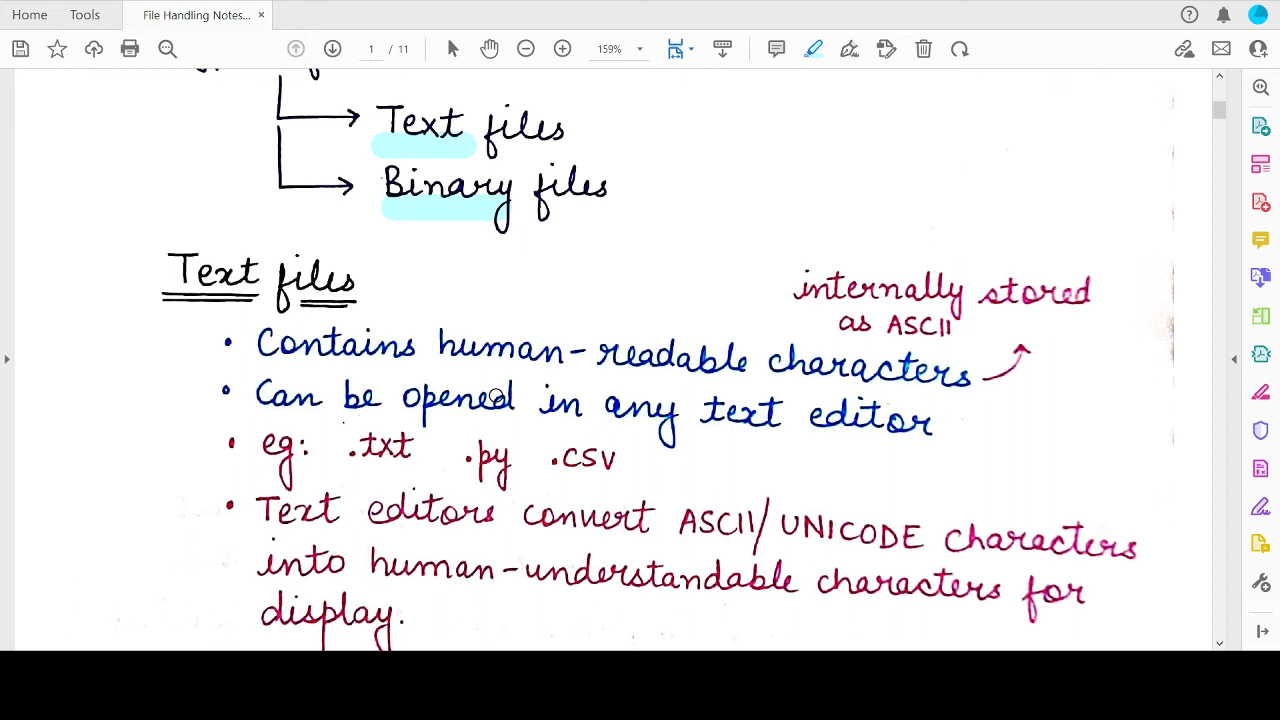 Home Tools File Handling Notes... ×
1 / 11 159%
Text files
Binary files
Text files
internally stored
as ASCII
• Contains human-readable characters
• Can be opened in any text editor
• eg: .txt .py .csv
• Text editors convert ASCII/UNICODE characters
into human-understandable characters for
display.